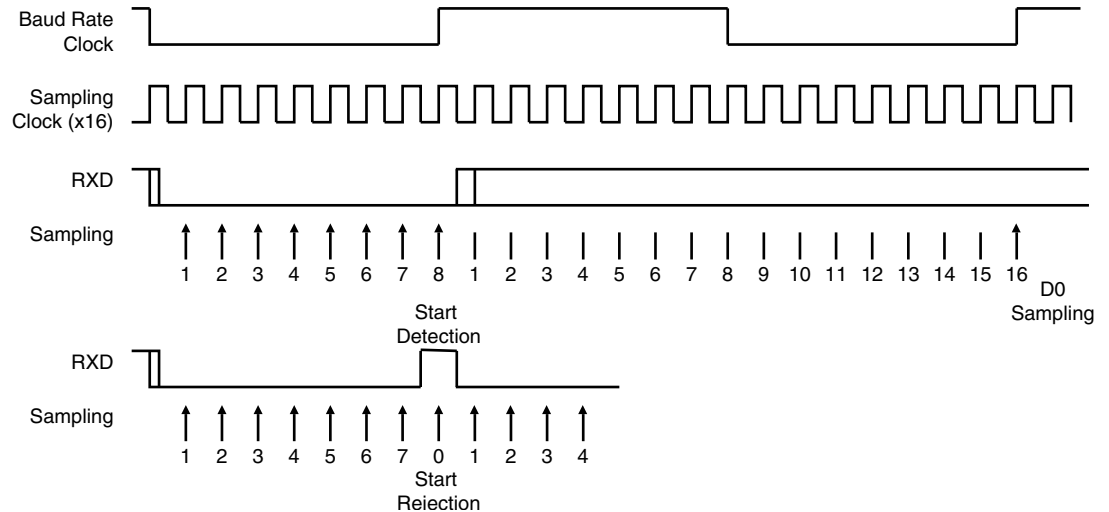 Baud Rate
Clock
Sampling
Clock (x16)
RXD
Sampling
1 2 3 4 5 6 7 8 1 2 3 4 5 6 7 8 9 10 11 12 13 14 15 16
D0
Sampling
Start
Detection
RXD
Sampling
1 2 3 4 5 6 7 0 1 2 3 4
Start
Rejection